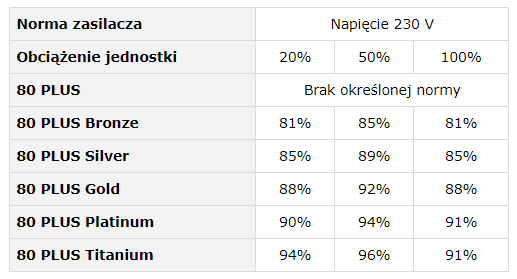 Norma zasilacza Napięcie 230 V
Obciążenie jednostki 20% 50% 100%
80 PLUS Brak określonej normy
80 PLUS Bronze 81% 85% 81%
80 PLUS Silver 85% 89% 85%
80 PLUS Gold 88% 92% 88%
80 PLUS Platinum 90% 94% 91%
80 PLUS Titanium 94% 96% 91%